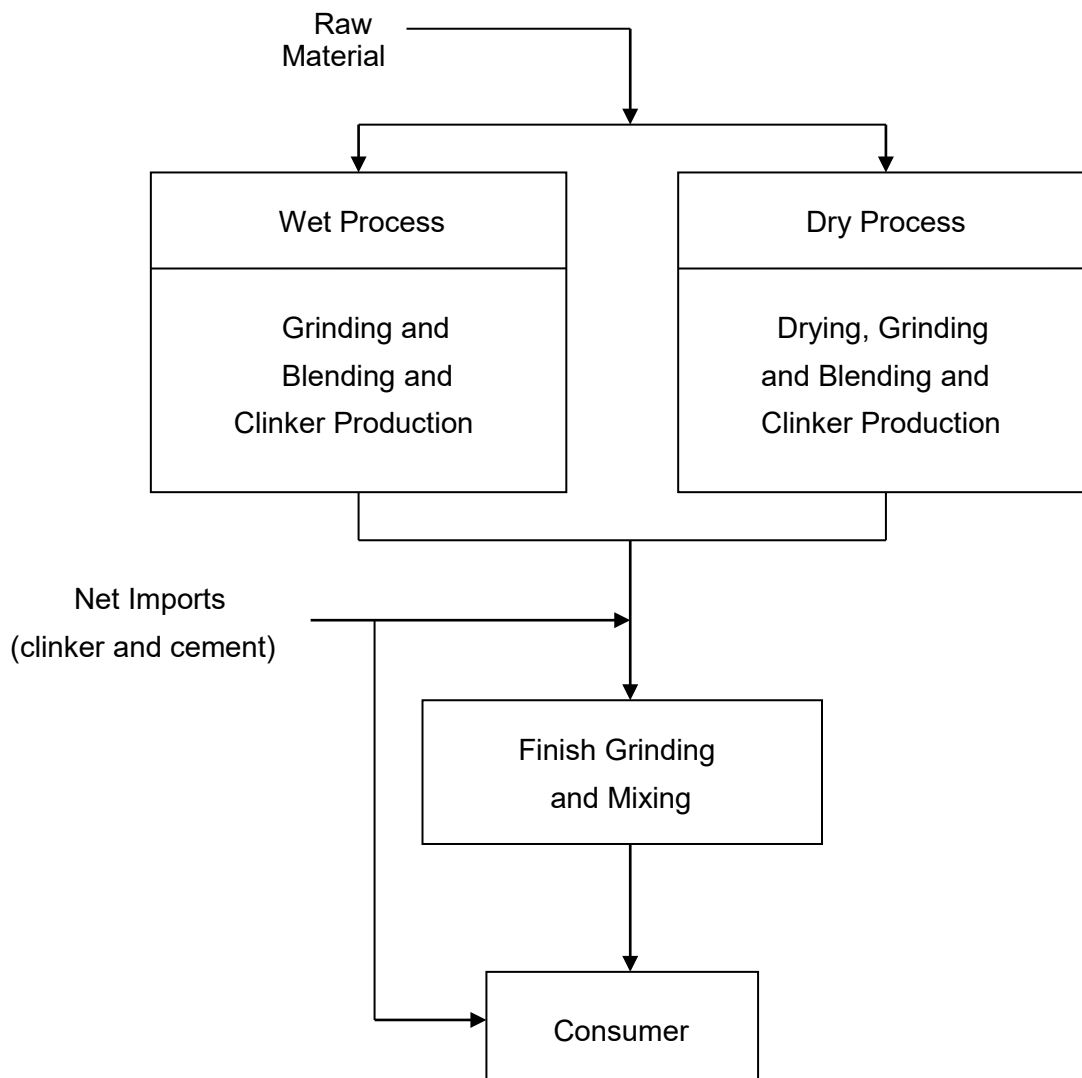 Raw
Material
Wet Process
Dry Process
Grinding and
Blending and
Clinker Production
Drying, Grinding
and Blending and
Clinker Production
Net Imports
(clinker and cement)
Finish Grinding
and Mixing
Consumer